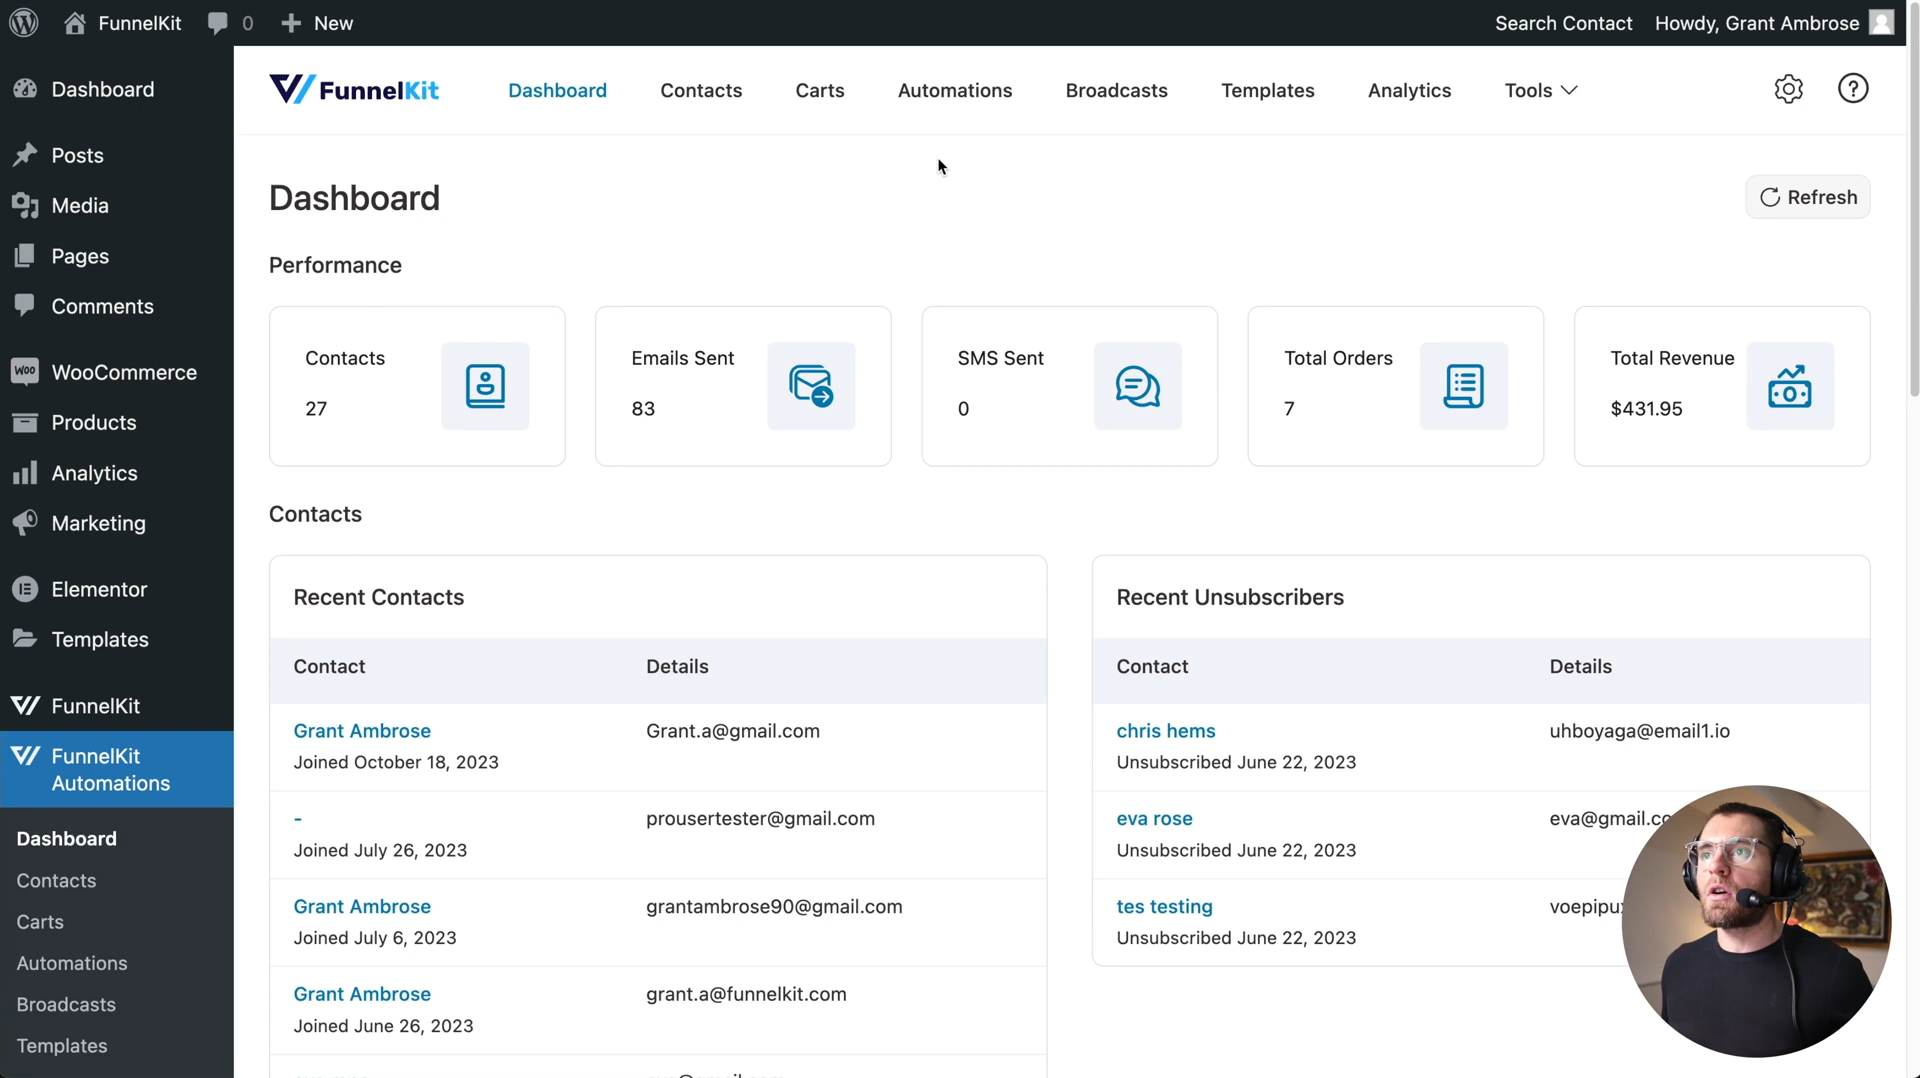 FunnelKit
0
New
Search Contact
Howdy, Grant Ambrose
Dashboard
Posts
Media
Pages
Comments
WOO
WooCommerce
Products
Analytics
Marketing
Elementor
Templates
FunnelKit
FunnelKit
Automations
Dashboard
Contacts
Carts
Automations
Broadcasts
Templates
FunnelKit
Dashboard
Contacts
Carts
Automations
Broadcasts
Templates
Analytics
Tools
Dashboard
Refresh
Performance
Contacts
27
Emails Sent
83
SMS Sent
0
Total Orders
7
Total Revenue
$431.95
Contacts
Recent Contacts
Contact Details
Grant Ambrose Grant.a@gmail.com
Joined October 18, 2023
- prousertester@gmail.com
Joined July 26, 2023
Grant Ambrose grantambrose90@gmail.com
Joined July 6, 2023
Grant Ambrose grant.a@funnelkit.com
Joined June 26, 2023
Recent Unsubscribers
Contact Details
chris hems uhboyaga@email1.io
Unsubscribed June 22, 2023
eva rose eva@gmail.co
Unsubscribed June 22, 2023
tes testing
Unsubscribed June 22, 2023